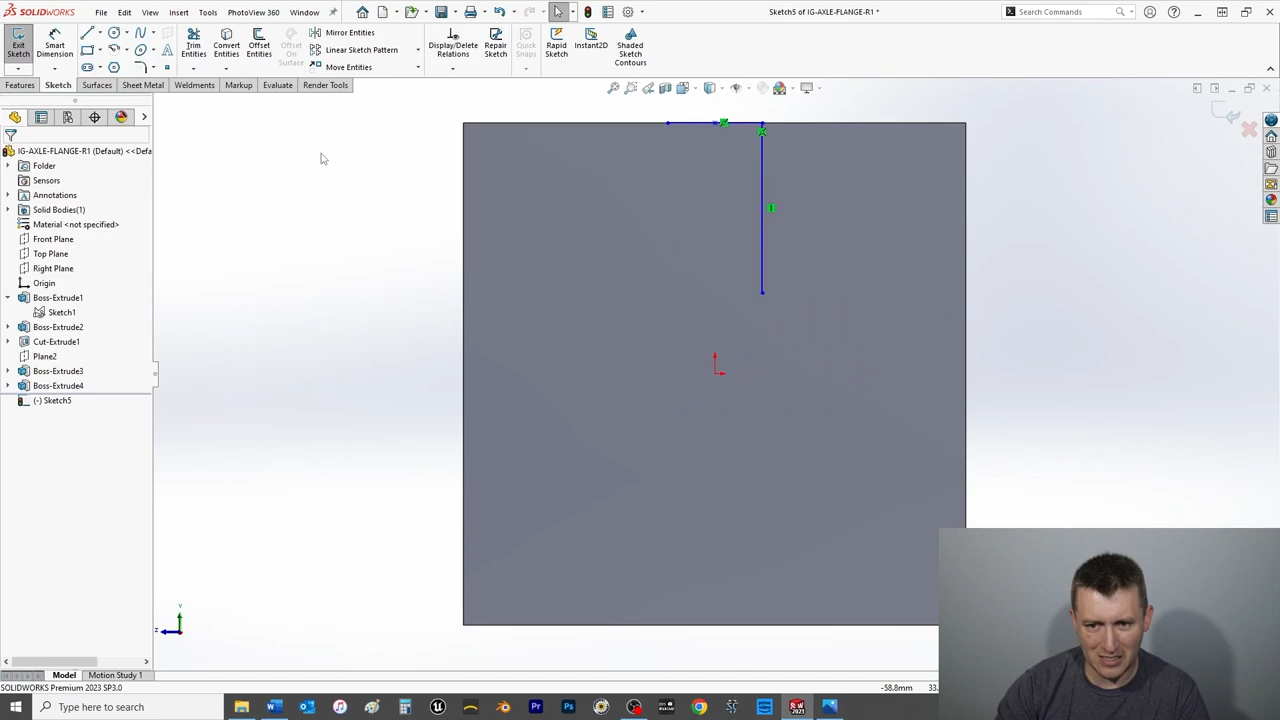 SOLIDWORKS File Edit View Insert Tools PhotoView 360 Window Sketch5 of IG-AXLE-FLANGE-R1 * Search Commands
Exit Sketch
Smart Dimension
Trim Entities
Convert Entities
Offset Entities
Offset On Surface
Mirror Entities
Linear Sketch Pattern
Move Entities
Display/Delete Relations
Repair Sketch
Quick Snaps
Rapid Sketch
Instant2D
Shaded Sketch Contours
Features Sketch Surfaces Sheet Metal Weldments Markup Evaluate Render Tools
IG-AXLE-FLANGE-R1 (Default) <<Defa
Folder
Sensors
Annotations
Solid Bodies(1)
Material <not specified>
Front Plane
Top Plane
Right Plane
Origin
Boss-Extrude1
Sketch1
Boss-Extrude2
Cut-Extrude1
Plane2
Boss-Extrude3
Boss-Extrude4
(-) Sketch5
Y
Z
Model Motion Study 1
SOLIDWORKS Premium 2023 SP3.0 -58.8mm 33.
Type here to search